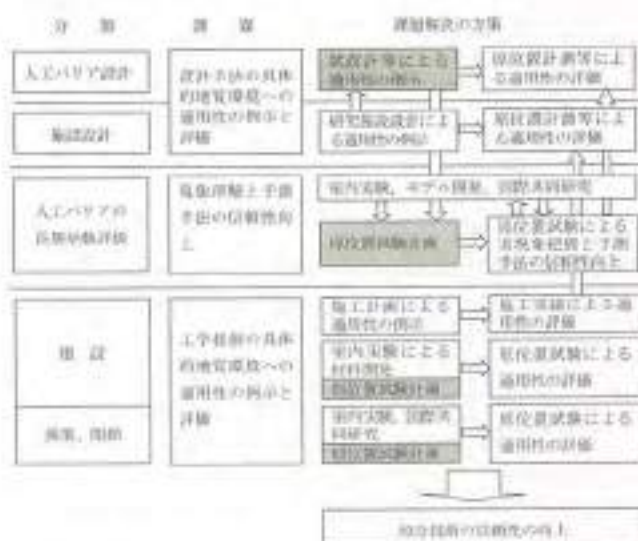 分　類
課　題
課題解決の方策
人工バリア設計
施設設計
設計手法の具体
的地質環境への
適用性の例示と
評価
試設計等による
適用性の例示
原位置計測等によ
る適用性の評価
研究施設設計によ
る適用性の例示
原位置計測等によ
る適用性の評価
人工バリアの
長期挙動評価
現象理解と予測
手法の信頼性向
上
室内実験，モデル開発，国際共同研究
原位置試験計画
原位置試験による
手法の信頼性向上
建　設
操業、閉鎖
工学技術の具体
的地質環境への
適用性の例示と
評価
施工計画による
適用性の例示
施工実績による適
用性の評価
室内実験による
材料開発
原位置試験計画
原位置試験による
適用性の評価
室内実験，国際共
同研究
原位置試験計画
原位置試験による
適用性の評価
処分技術の信頼性の向上